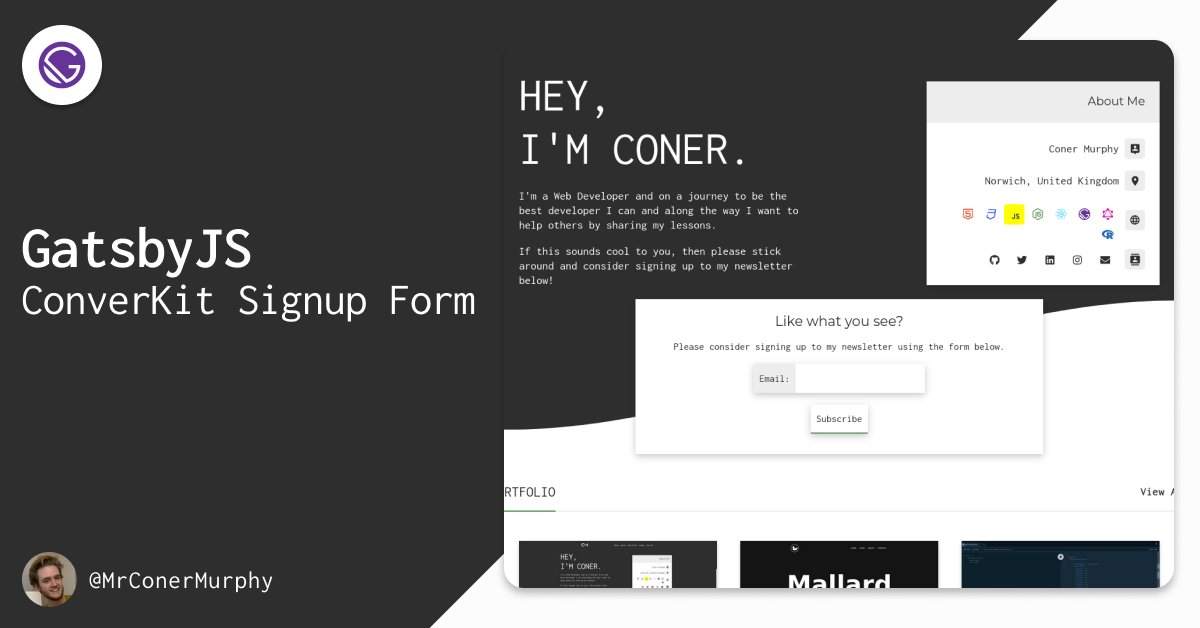 GatsbyJS
ConverKit Signup Form
@MrConerMurphy
HEY,
I'M CONER.
I'm a Web Developer and on a journey to be the
best developer I can and along the way I want to
help others by sharing my lessons.
If this sounds cool to you, then please stick
around and consider signing up to my newsletter
below!
About Me
Coner Murphy
Norwich, United Kingdom
JS
Like what you see?
Please consider signing up to my newsletter using the form below.
Email:
Subscribe
RTFOLIO
View A
HEY,
I'M CONER.
Mallard